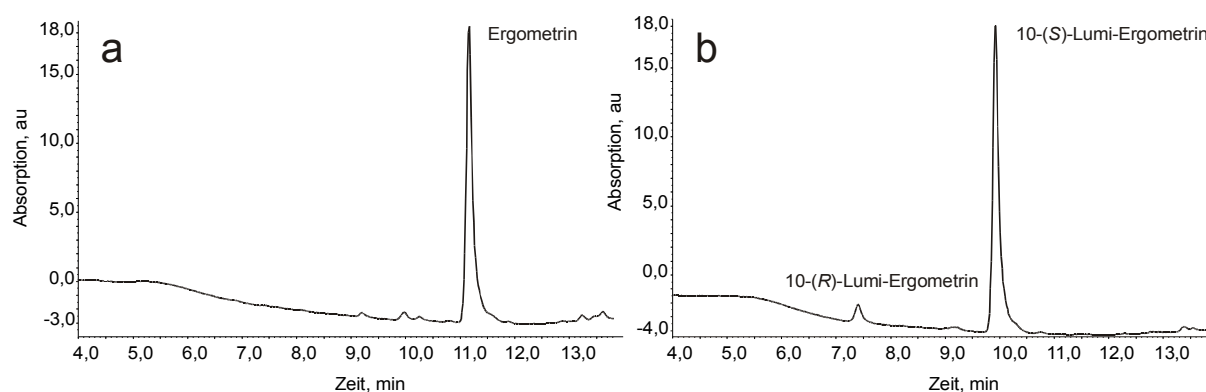 a
Ergometrin
Absorption, au
18,0
15,0
10,0
5,0
0,0
-3,0
4,0 5,0 6,0 7,0 8,0 9,0 10,0 11,0 12,0 13,0
Zeit, min
b
10-(S)-Lumi-Ergometrin
10-(R)-Lumi-Ergometrin
Absorption, au
18,0
15,0
10,0
5,0
0,0
-4,0
4,0 5,0 6,0 7,0 8,0 9,0 10,0 11,0 12,0 13,0
Zeit, min